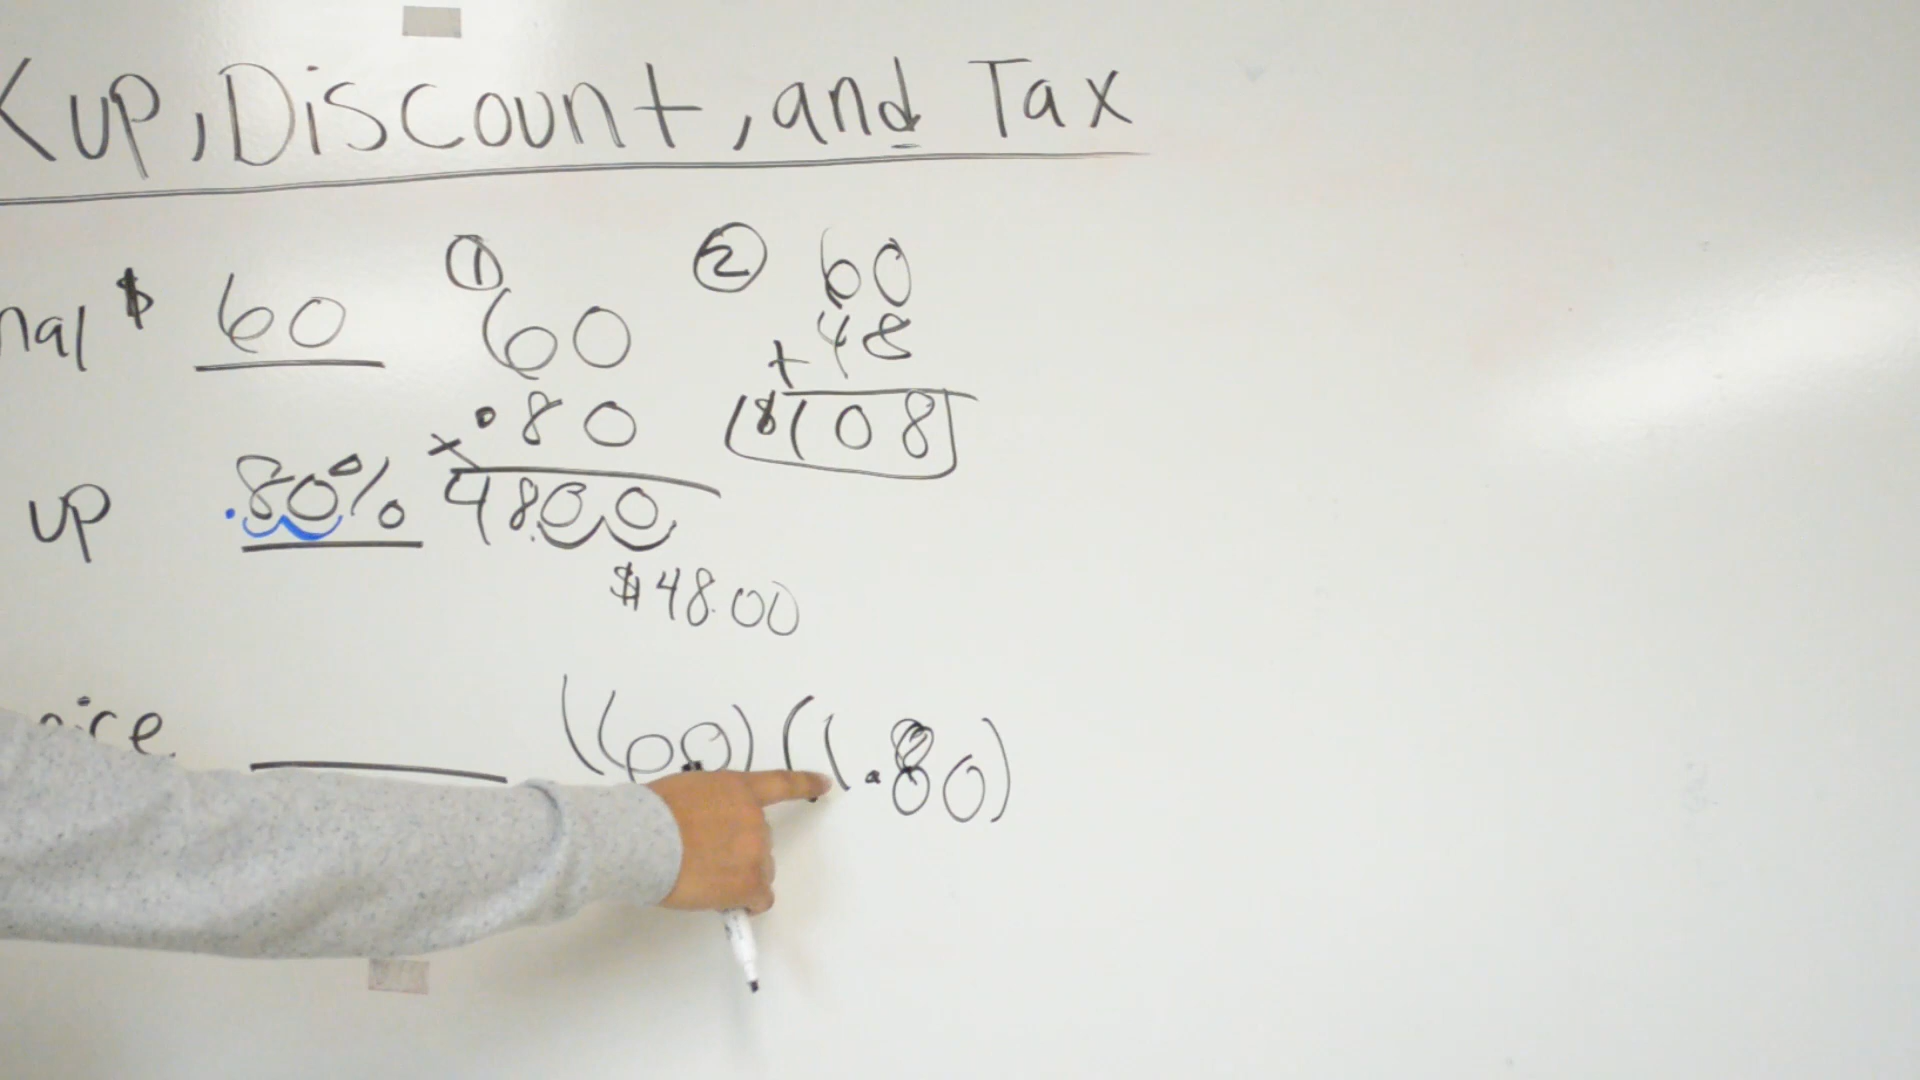 kup, Discount, and Tax
nal $ 60
up .80%
① 60
x .80
48.00
$48.00
② 60
+ 48
$108
(60)(1.80)